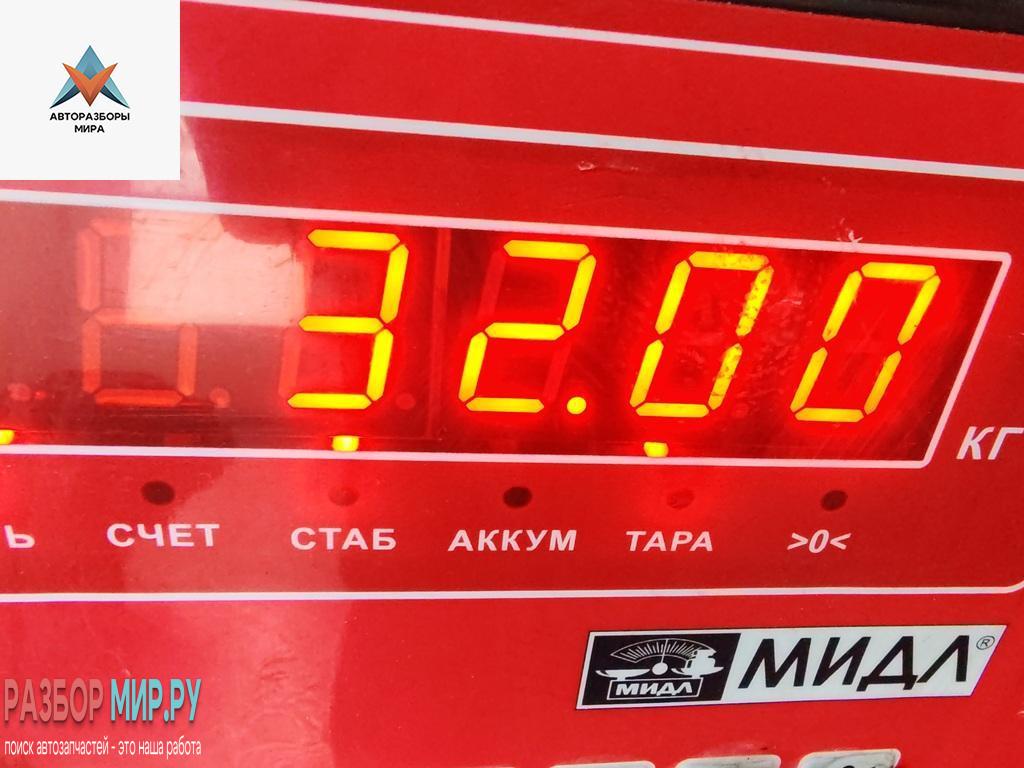 АВТОРАЗБОРЫ
МИРА
32.00
КГ
Ь СЧЕТ СТАБ АККУМ ТАРА >0<
МИДЛ МИДЛ®
РАЗБОР МИР.РУ
поиск автозапчастей - это наша работа